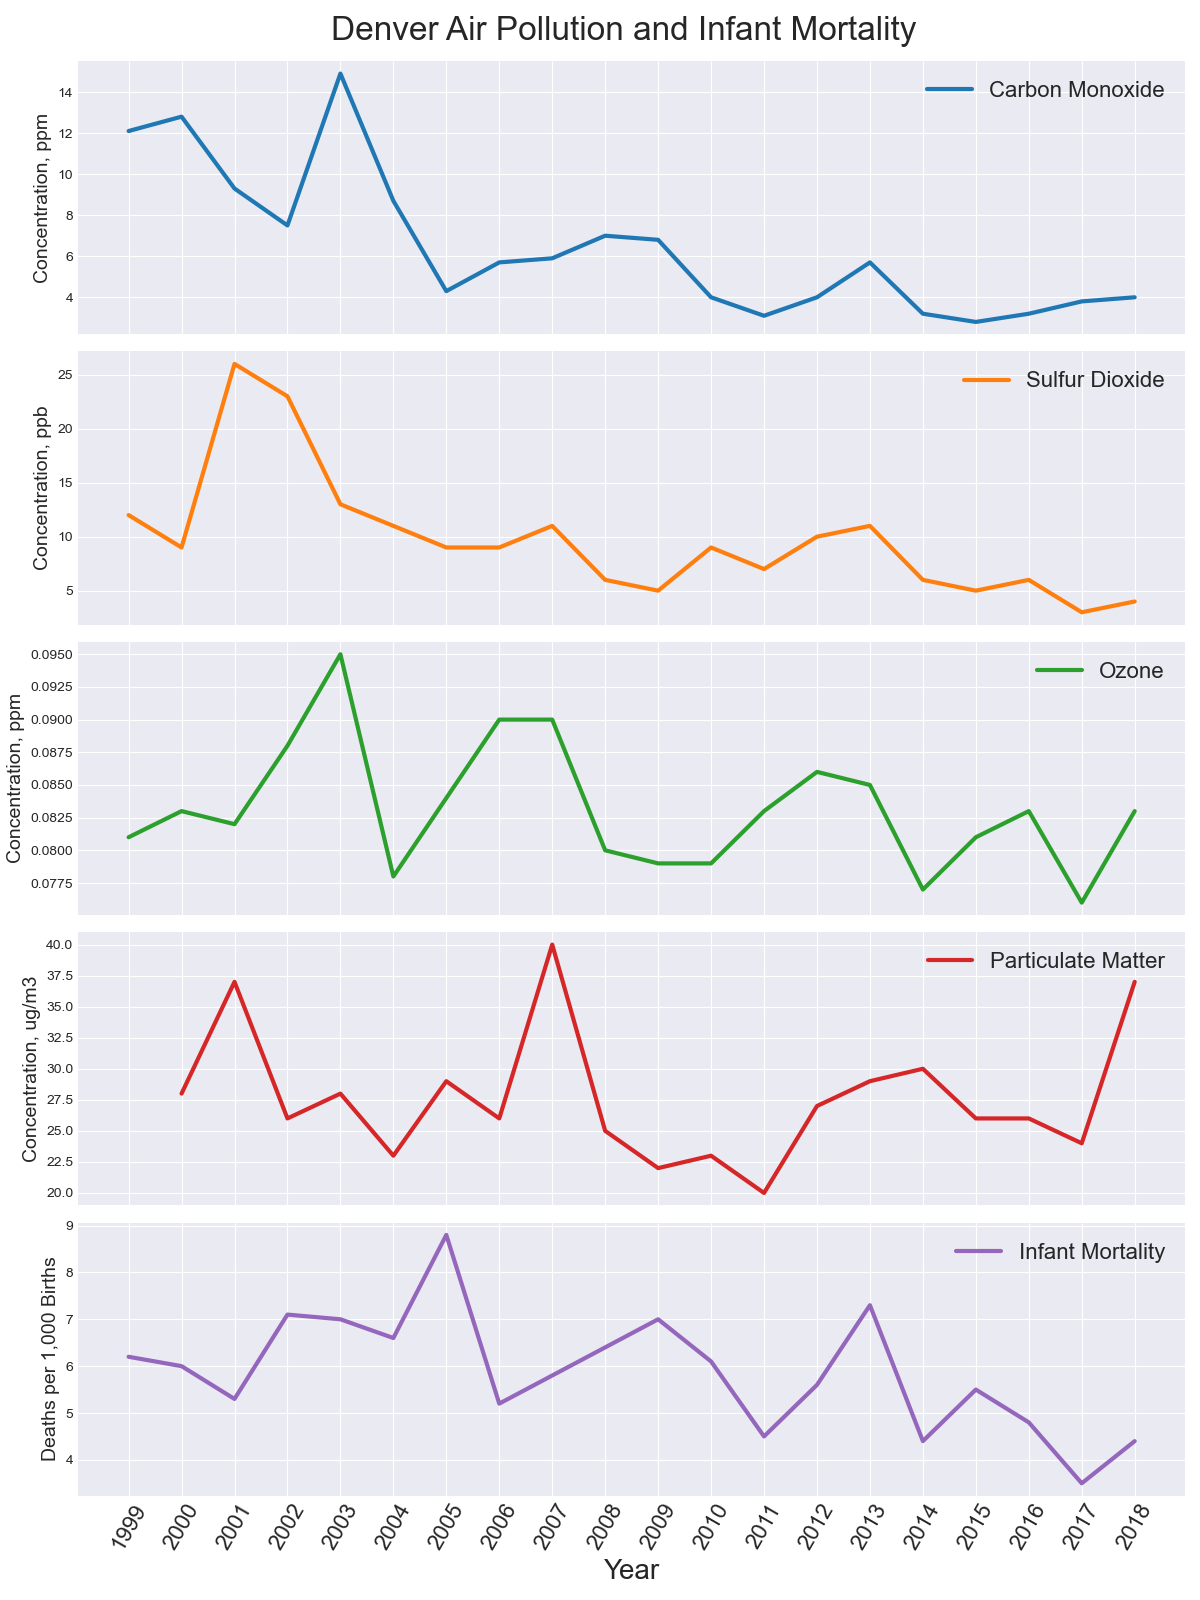 Denver Air Pollution and Infant Mortality
Concentration, ppm
14
12
10
8
6
4
Carbon Monoxide
Concentration, ppb
25
20
15
10
5
Sulfur Dioxide
Concentration, ppm
0.0950
0.0925
0.0900
0.0875
0.0850
0.0825
0.0800
0.0775
Ozone
Concentration, ug/m3
40.0
37.5
35.0
32.5
30.0
27.5
25.0
22.5
20.0
Particulate Matter
Deaths per 1,000 Births
9
8
7
6
5
4
Infant Mortality
1999 2000 2001 2002 2003 2004 2005 2006 2007 2008 2009 2010 2011 2012 2013 2014 2015 2016 2017 2018
Year